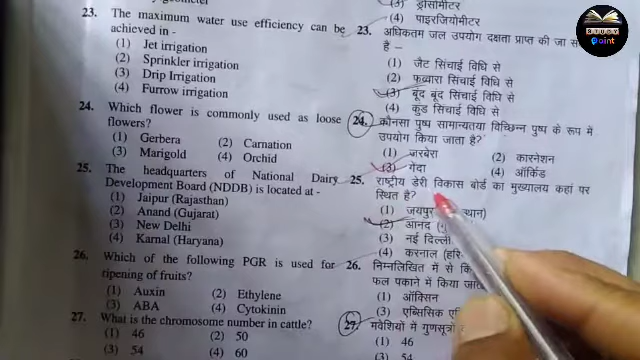 23. The maximum water use efficiency can be
achieved in -
(1) Jet irrigation
(2) Sprinkler irrigation
(3) Drip Irrigation
(4) Furrow irrigation
24. Which flower is commonly used as loose
flowers?
(1) Gerbera (2) Carnation
(3) Marigold (4) Orchid
25. The headquarters of National Dairy
Development Board (NDDB) is located at -
(1) Jaipur (Rajasthan)
(2) Anand (Gujarat)
(3) New Delhi
(4) Karnal (Haryana)
26. Which of the following PGR is used for
ripening of fruits?
(1) Auxin (2) Ethylene
(3) ABA (4) Cytokinin
27. What is the chromosome number in cattle?
(1) 46 (2) 50
(3) 54 (4) 60
(3) ड्रोसोमीटर
(4) पाइरजियोमीटर
23. अधिकतम जल उपयोग दक्षता प्राप्त की जा
है –
(1) जैट सिंचाई विधि से
(2) फव्वारा सिंचाई विधि से
(3) बूंद बूंद सिंचाई विधि से
(4) कुंड सिंचाई विधि से
24. कौनसा पुष्प सामान्यतया विच्छिन्न पुष्प के रूप में
उपयोग किया जाता है?
(1) जरबेरा (2) कारनेशन
(3) गेंदा (4) ऑर्किड
25. राष्ट्रीय डेरी विकास बोर्ड का मुख्यालय कहां पर
स्थित है?
(1)
(2) आनंद
(3) नई दिल्ली
(4) करनाल
26. निम्नलिखित में से
फल पकाने में किया
(1) ऑक्सिन
(3) एब्सिसिक
27. मवेशियों में
(1) 46
(3) 54
STUDY
Point